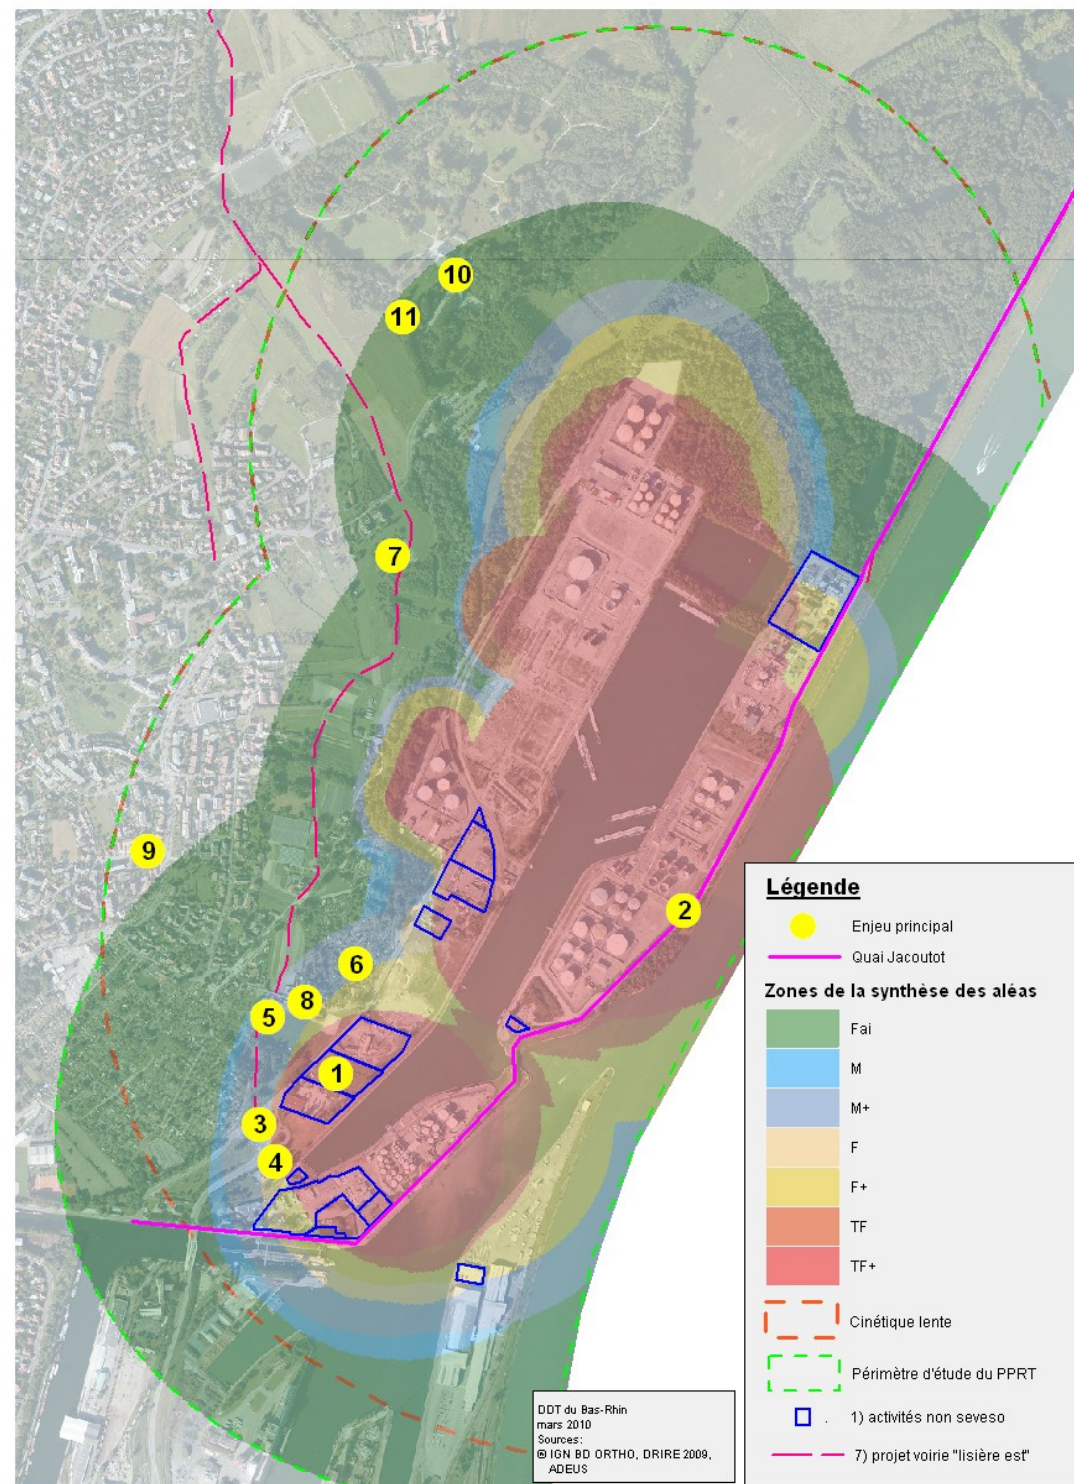 10
11
7
9
2
6
8
5
1
3
4
Légende
Enjeu principal
Quai Jacoutot
Zones de la synthèse des aléas
Fai
M
M+
F
F+
TF
TF+
Cinétique lente
Périmètre d'étude du PPRT
1) activités non seveso
7) projet voirie "lisière est"
DDT du Bas-Rhin
mars 2010
Sources:
© IGN BD ORTHO, DRIRE 2009,
ADEUS